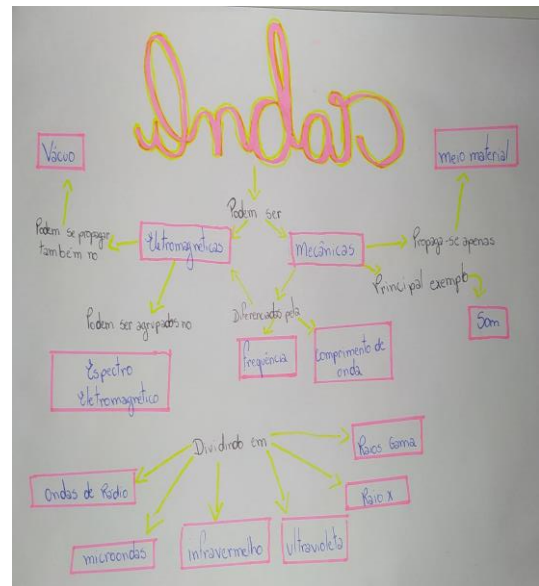 Ondas
Vácuo
meio material
Podem ser
Podem se propagar
também no
Eletromagnéticas
mecânicas
Propaga-se apenas
Principal exemplo
Podem ser agrupados no
Diferenciados pela
Som
Frequência
Comprimento de
onda
Espectro
Eletromagnético
Dividindo em
Raios Gama
Ondas de Rádio
Raio x
microondas
infravermelho
ultravioleta